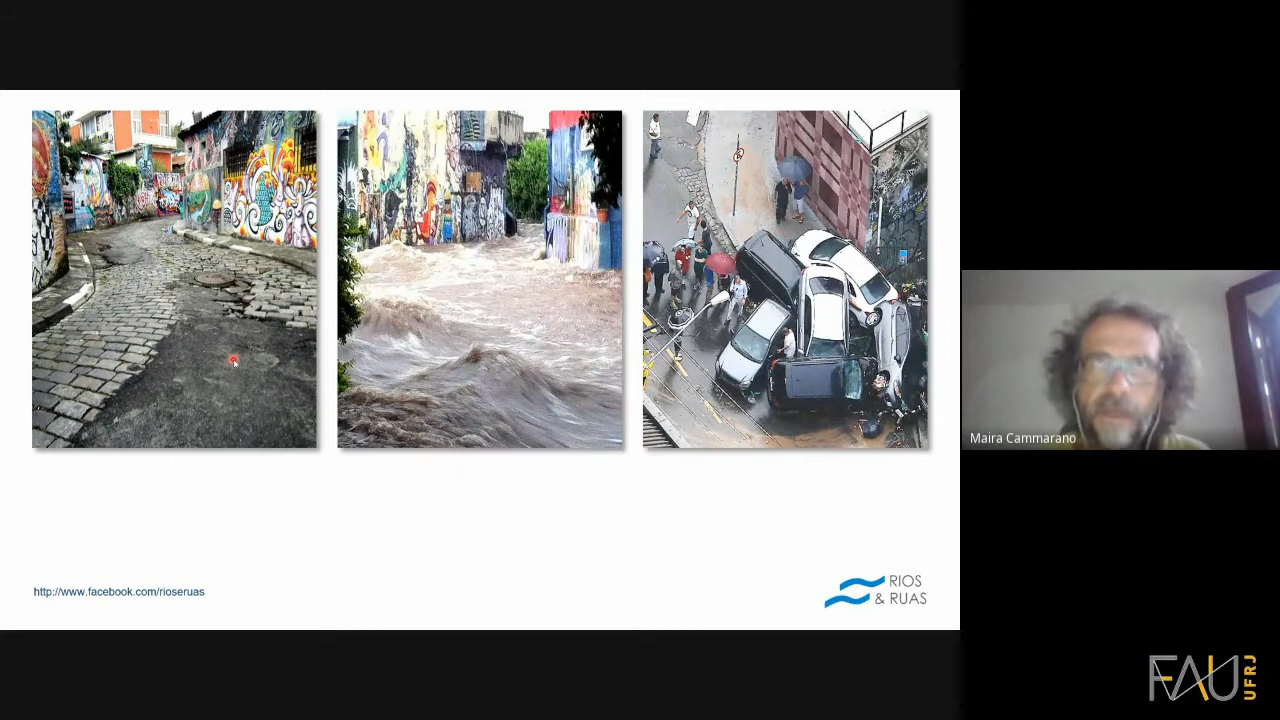 http://www.facebook.com/rioseruas
RIOS
& RUAS
Maira Cammarano
FAU
UFRJ